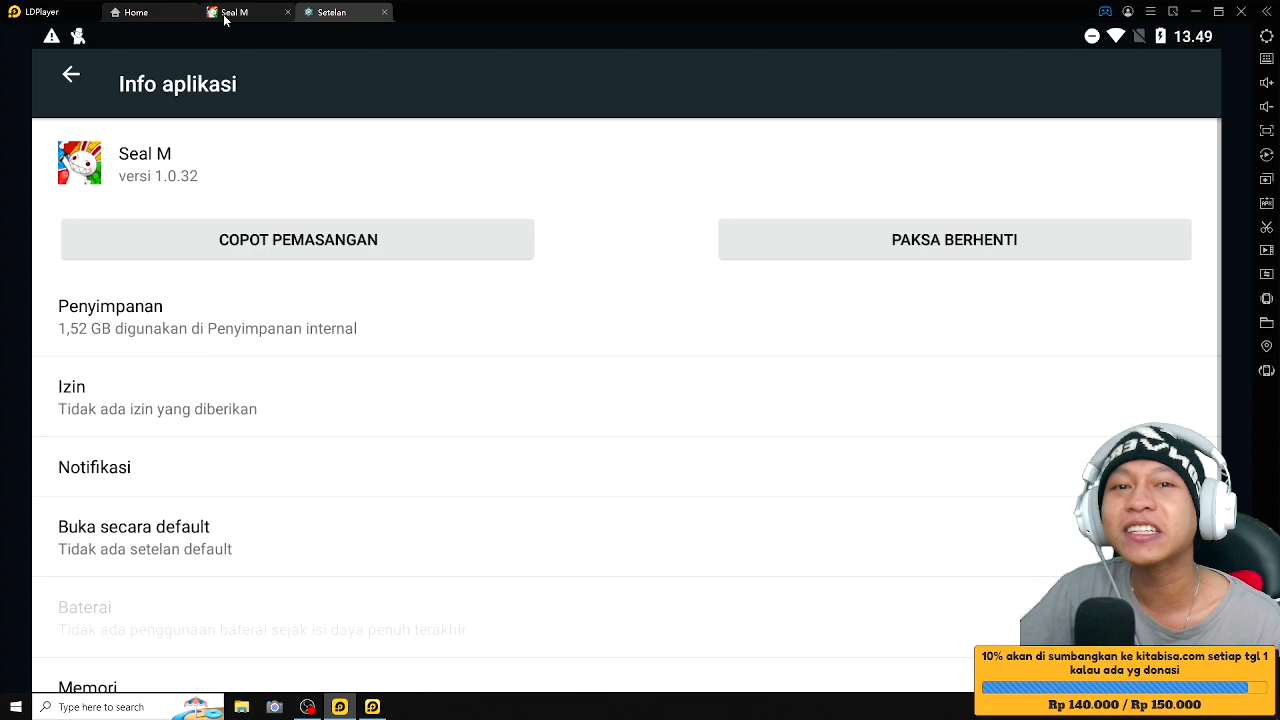 LDPlayer
Home
Seal M
Setelan
13.49
Info aplikasi
Seal M
versi 1.0.32
COPOT PEMASANGAN
PAKSA BERHENTI
Penyimpanan
1,52 GB digunakan di Penyimpanan internal
Izin
Tidak ada izin yang diberikan
Notifikasi
Buka secara default
Tidak ada setelan default
Baterai
Tidak ada penggunaan baterai sejak isi daya penuh terakhir
Memori
10% akan di sumbangkan ke kitabisa.com setiap tgl 1
kalau ada yg donasi
Rp 140.000 / Rp 150.000
Type here to search